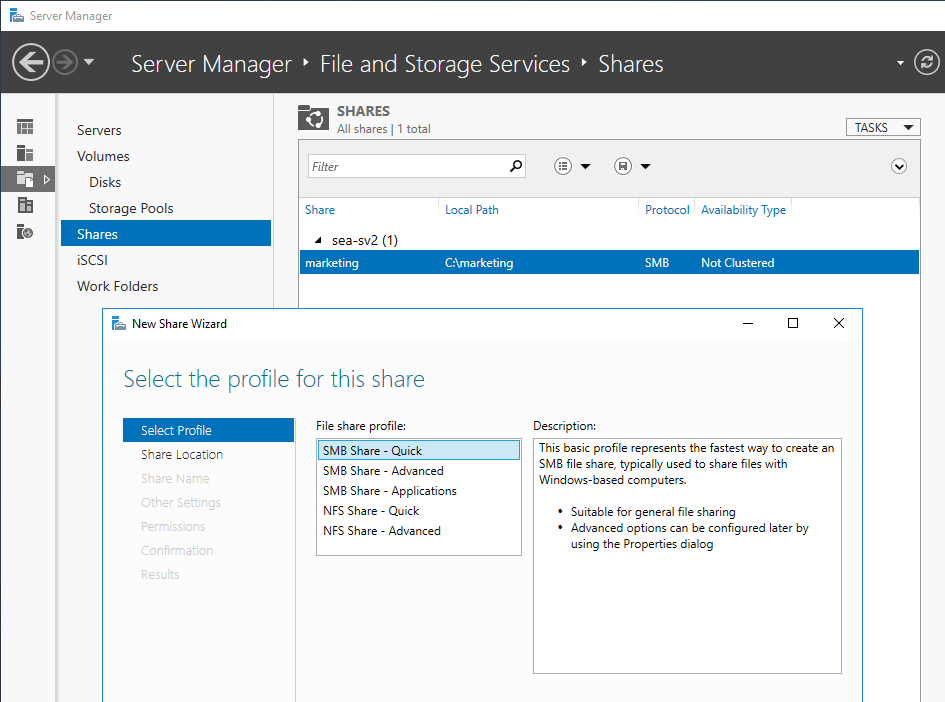 Server Manager
Server Manager ‣ File and Storage Services ‣ Shares
Servers
Volumes
Disks
Storage Pools
Shares
iSCSI
Work Folders
SHARES
All shares | 1 total
TASKS
Filter
Share Local Path Protocol Availability Type
sea-sv2 (1)
marketing C:\marketing SMB Not Clustered
New Share Wizard
Select the profile for this share
Select Profile
Share Location
Share Name
Other Settings
Permissions
Confirmation
Results
File share profile:
SMB Share - Quick
SMB Share - Advanced
SMB Share - Applications
NFS Share - Quick
NFS Share - Advanced
Description:
This basic profile represents the fastest way to create an
SMB file share, typically used to share files with
Windows-based computers.
• Suitable for general file sharing
• Advanced options can be configured later by
using the Properties dialog